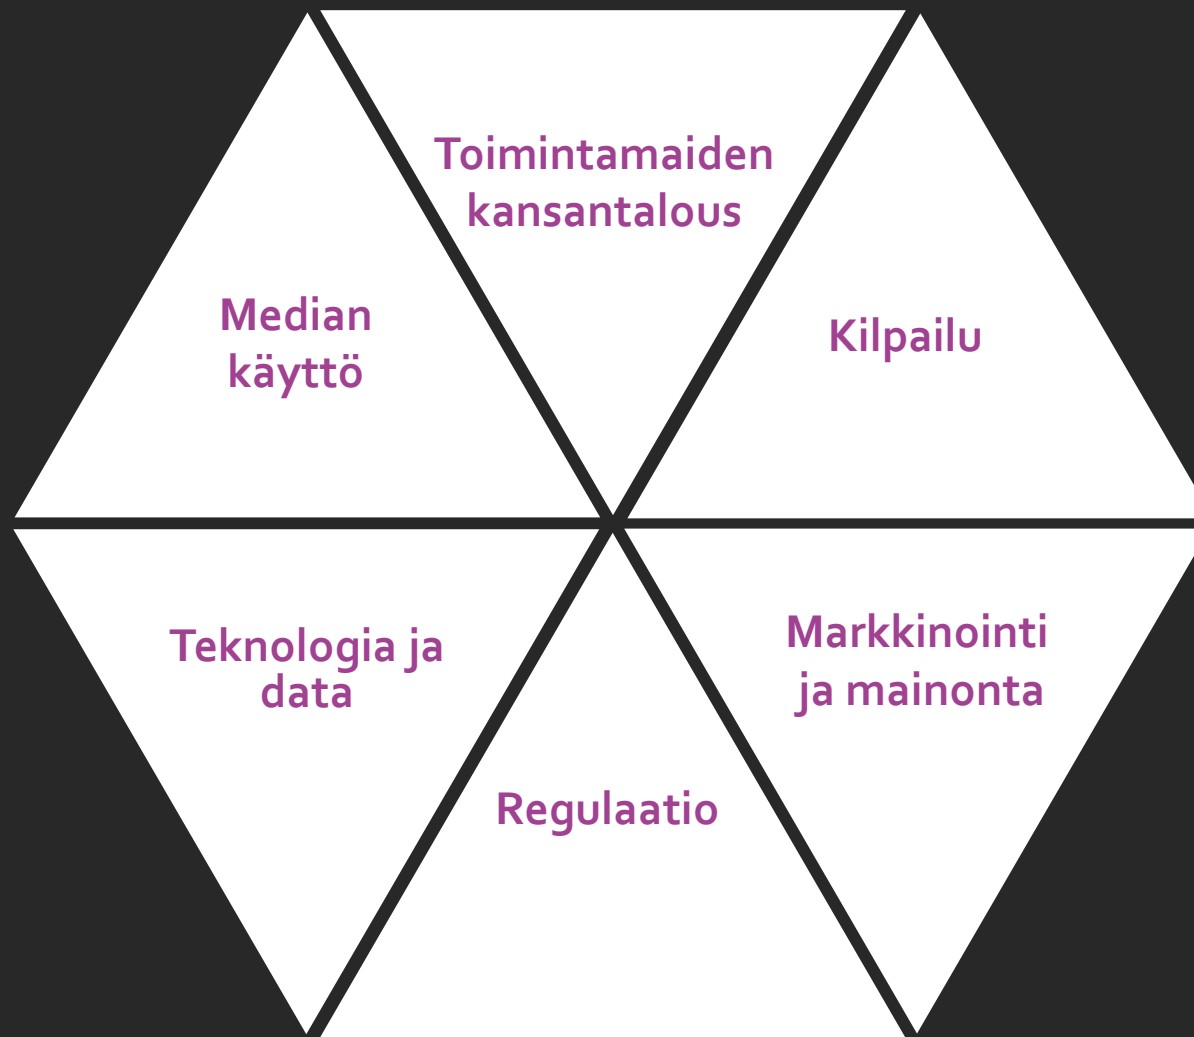 Toimintamaiden
kansantalous
Median
käyttö
Kilpailu
Teknologia ja
data
Markkinointi
ja mainonta
Regulaatio